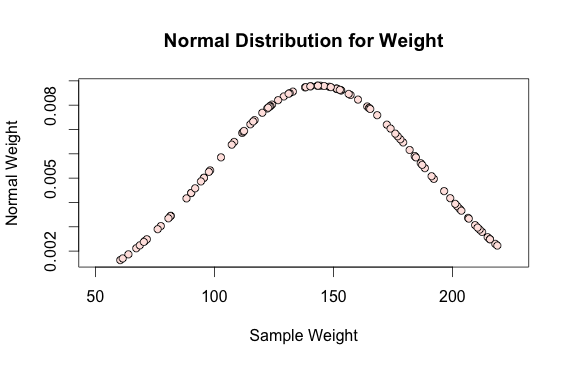 Normal Distribution for Weight
Normal Weight
0.008
0.005
0.002
50 100 150 200
Sample Weight